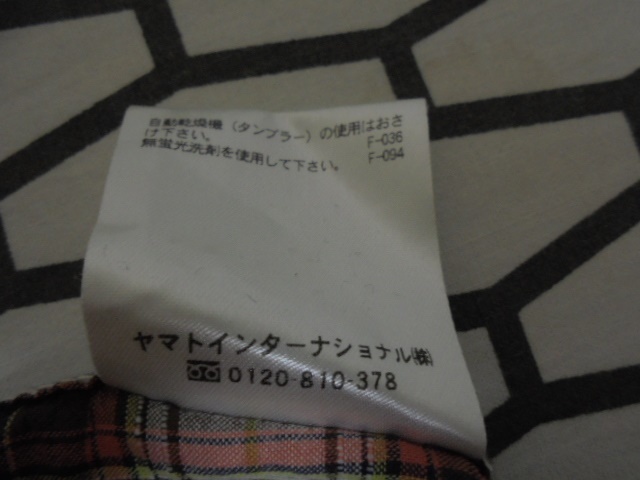 自動乾燥機（タンブラー）の使用はおさ
け下さい。 F-036
無蛍光洗剤を使用して下さい。 F-094
ヤマトインターナショナル㈱
0120-810-378